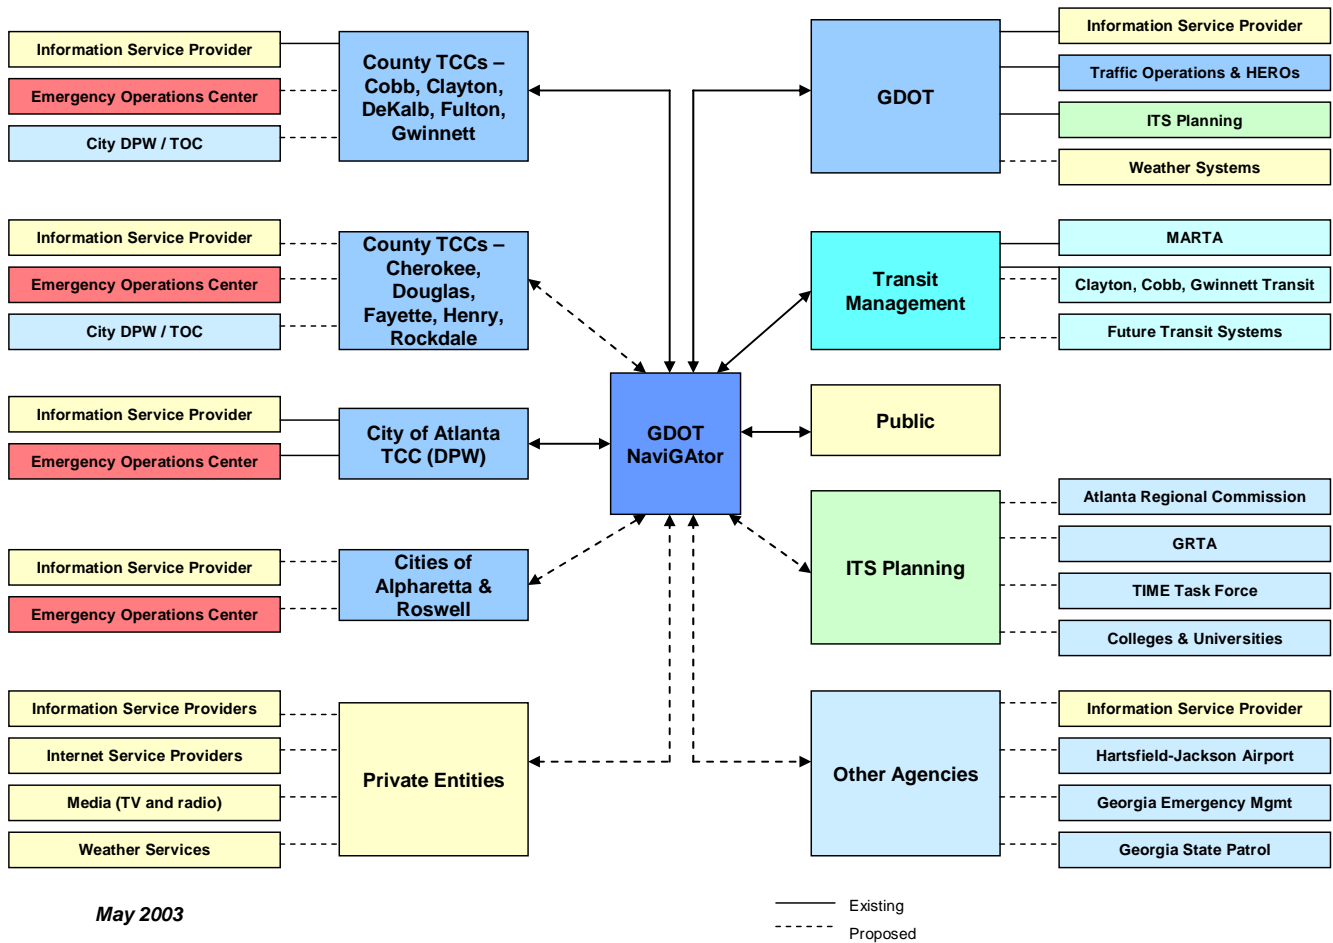 Information Service Provider
Emergency Operations Center
City DPW / TOC
County TCCs –
Cobb, Clayton,
DeKalb, Fulton,
Gwinnett
Information Service Provider
Emergency Operations Center
City DPW / TOC
County TCCs –
Cherokee,
Douglas,
Fayette, Henry,
Rockdale
Information Service Provider
Emergency Operations Center
City of Atlanta
TCC (DPW)
Information Service Provider
Emergency Operations Center
Cities of
Alpharetta &
Roswell
Information Service Providers
Internet Service Providers
Media (TV and radio)
Weather Services
Private Entities
GDOT
NaviGAtor
GDOT
Information Service Provider
Traffic Operations & HEROs
ITS Planning
Weather Systems
Transit
Management
MARTA
Clayton, Cobb, Gwinnett Transit
Future Transit Systems
Public
ITS Planning
Atlanta Regional Commission
GRTA
TIME Task Force
Colleges & Universities
Other Agencies
Information Service Provider
Hartsfield-Jackson Airport
Georgia Emergency Mgmt
Georgia State Patrol
May 2003
Existing
Proposed